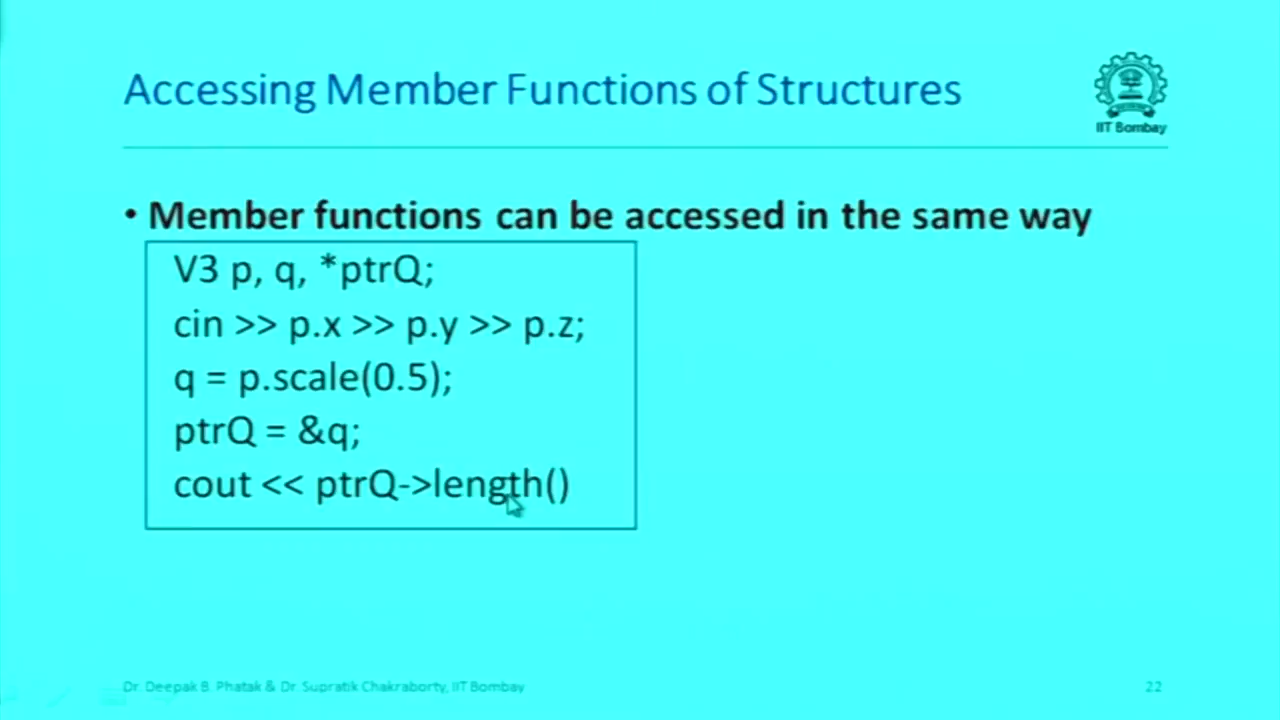 Accessing Member Functions of Structures
IIT Bombay
• Member functions can be accessed in the same way
V3 p, q, *ptrQ;
cin >> p.x >> p.y >> p.z;
q = p.scale(0.5);
ptrQ = &q;
cout << ptrQ->length()
Dr. Deepak B. Phatak & Dr. Supratik Chakraborty, IIT Bombay
22